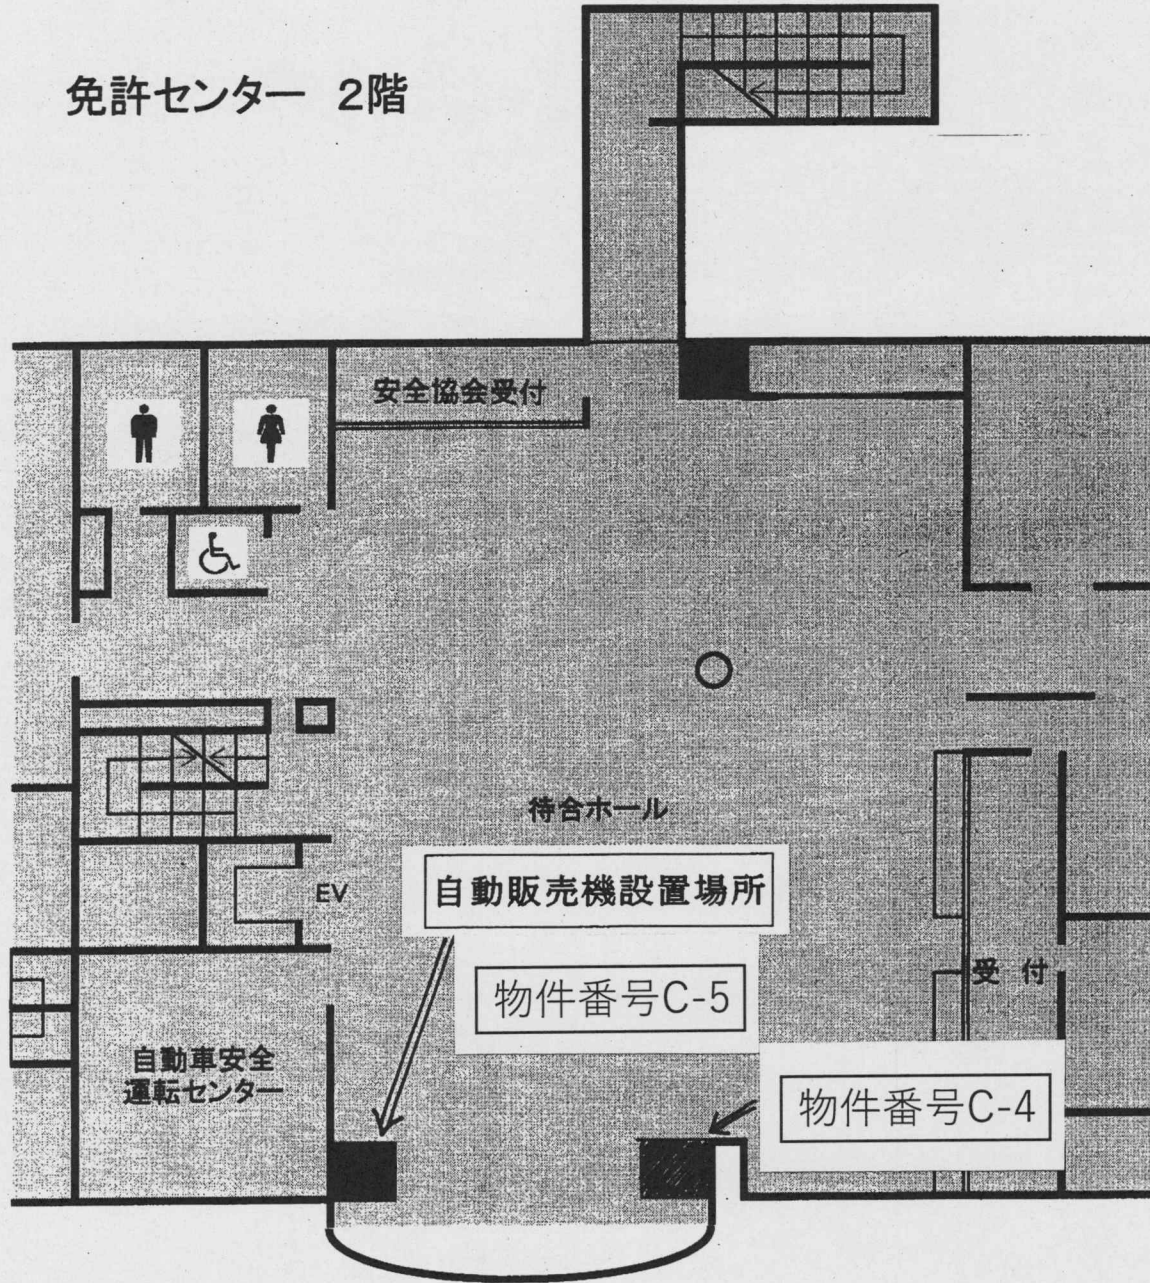 免許センター 2階
安全協会受付
待合ホール
EV
自動販売機設置場所
物件番号C-5
受 付
自動車安全
運転センター
物件番号C-4